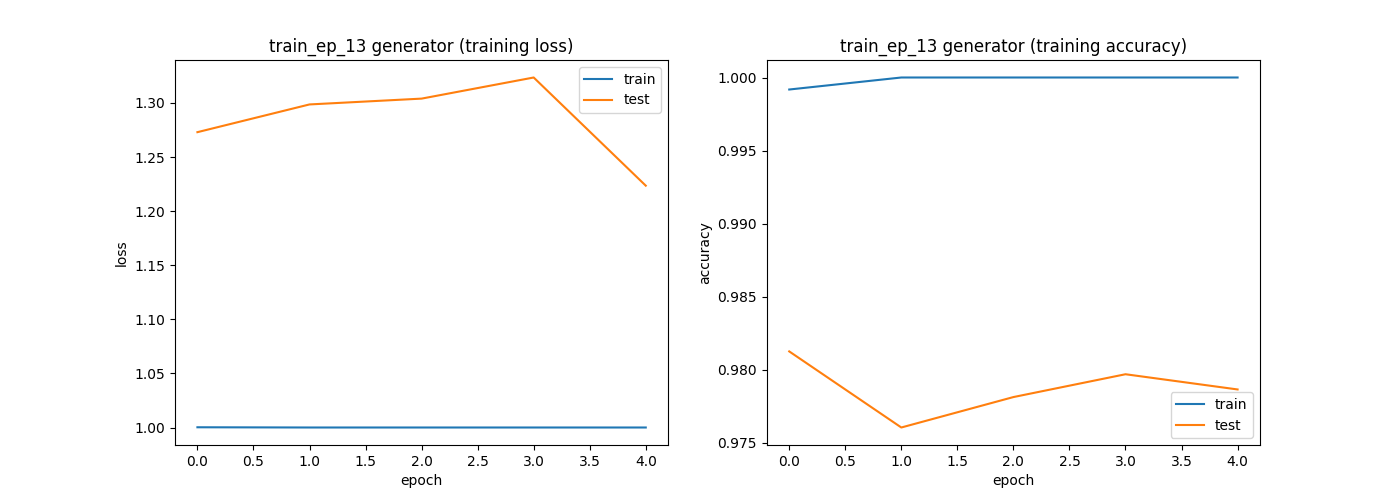 train_ep_13 generator (training loss)
1.30
1.25
1.20
1.15
1.10
1.05
1.00
loss
0.0 0.5 1.0 1.5 2.0 2.5 3.0 3.5 4.0
epoch
train
test
train_ep_13 generator (training accuracy)
1.000
0.995
0.990
0.985
0.980
0.975
accuracy
0.0 0.5 1.0 1.5 2.0 2.5 3.0 3.5 4.0
epoch
train
test